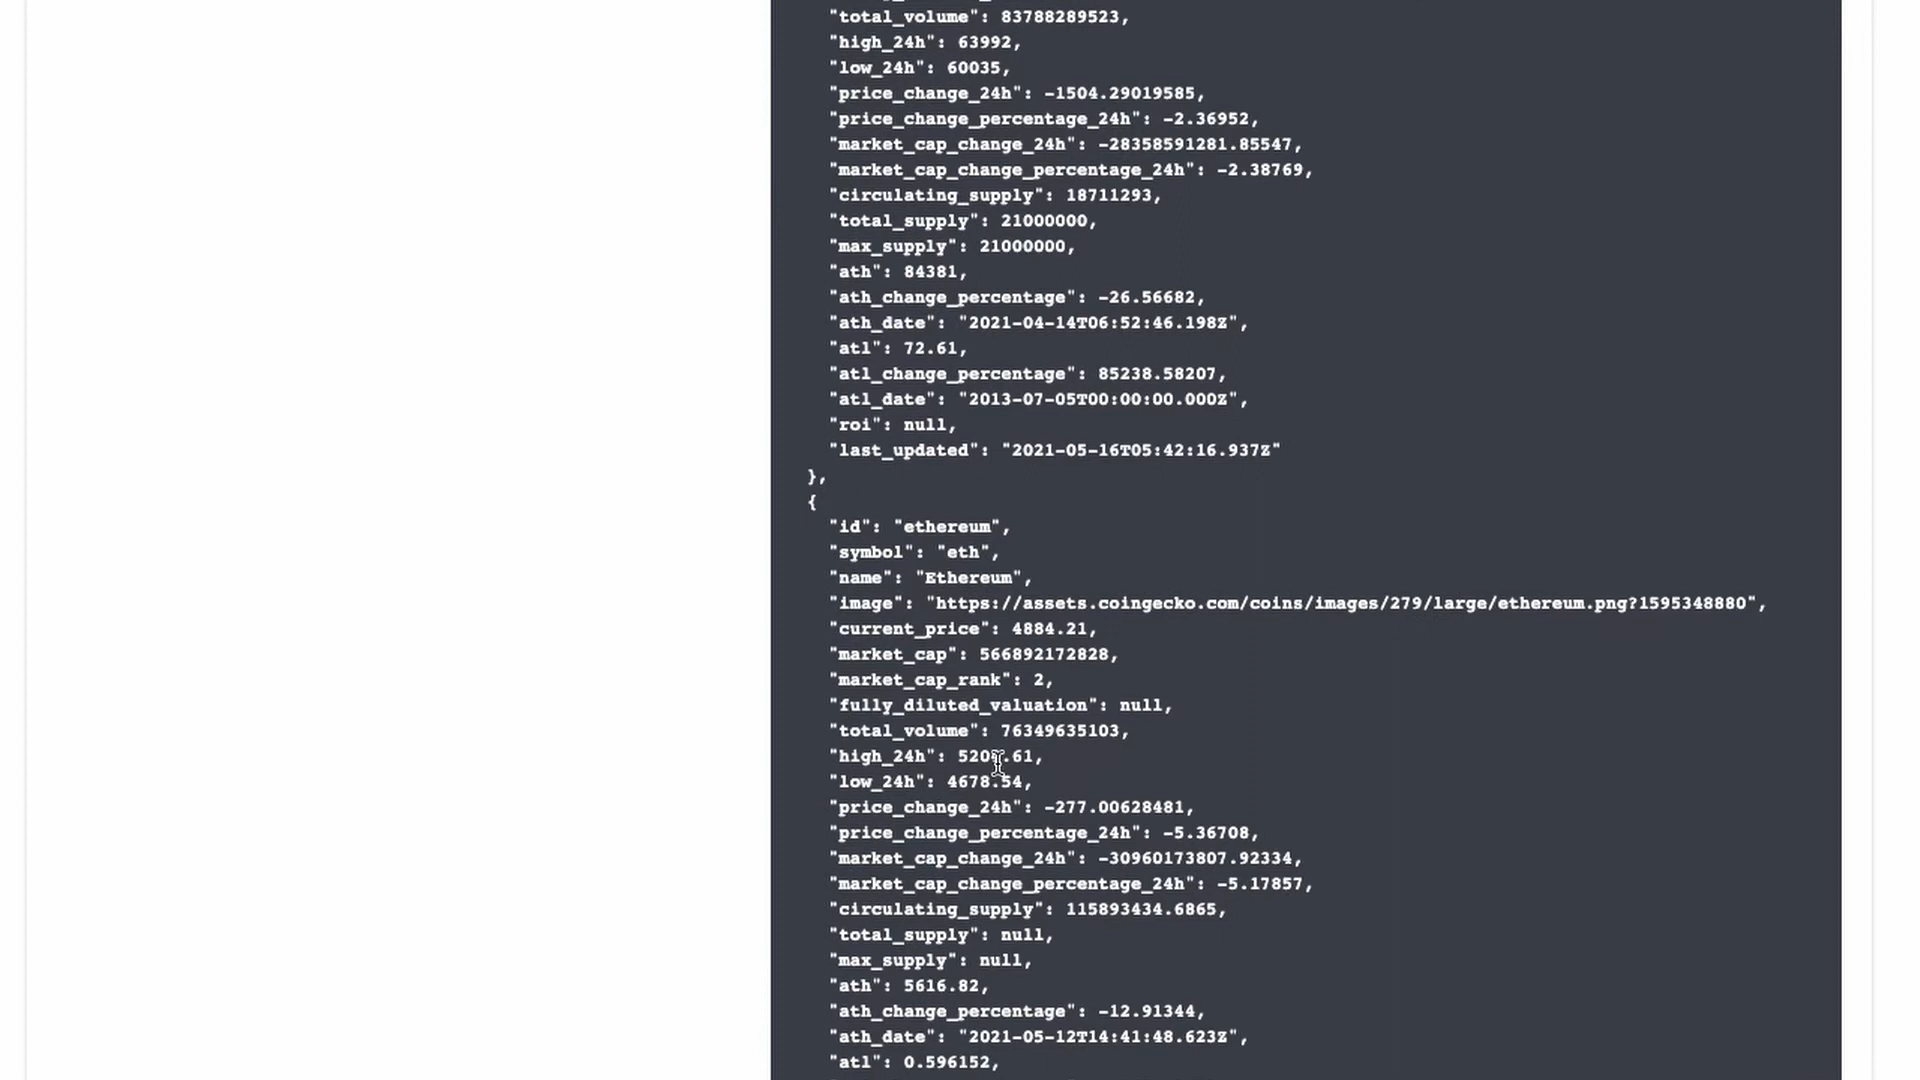 "total_volume": 83788289523,
"high_24h": 63992,
"low_24h": 60035,
"price_change_24h": -1504.29019585,
"price_change_percentage_24h": -2.36952,
"market_cap_change_24h": -28358591281.85547,
"market_cap_change_percentage_24h": -2.38769,
"circulating_supply": 18711293,
"total_supply": 21000000,
"max_supply": 21000000,
"ath": 84381,
"ath_change_percentage": -26.56682,
"ath_date": "2021-04-14T06:52:46.198Z",
"atl": 72.61,
"atl_change_percentage": 85238.58207,
"atl_date": "2013-07-05T00:00:00.000Z",
"roi": null,
"last_updated": "2021-05-16T05:42:16.937Z"
},
{
"id": "ethereum",
"symbol": "eth",
"name": "Ethereum",
"image": "https://assets.coingecko.com/coins/images/279/large/ethereum.png?1595348880",
"current_price": 4884.21,
"market_cap": 566892172828,
"market_cap_rank": 2,
"fully_diluted_valuation": null,
"total_volume": 76349635103,
"high_24h":
"low_24h": 4678.54,
"price_change_24h": -277.00628481,
"price_change_percentage_24h": -5.36708,
"market_cap_change_24h": -30960173807.92334,
"market_cap_change_percentage_24h": -5.17857,
"circulating_supply": 115893434.6865,
"total_supply": null,
"max_supply": null,
"ath": 5616.82,
"ath_change_percentage": -12.91344,
"ath_date": "2021-05-12T14:41:48.623Z",
"atl": 0.596152,